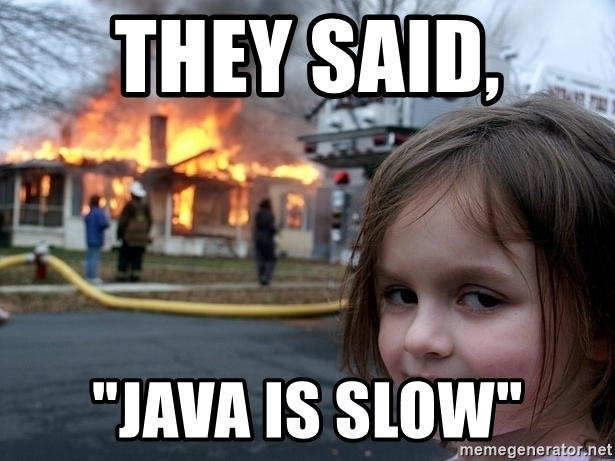 THEY SAID,
"JAVA IS SLOW"
memegenerator.net